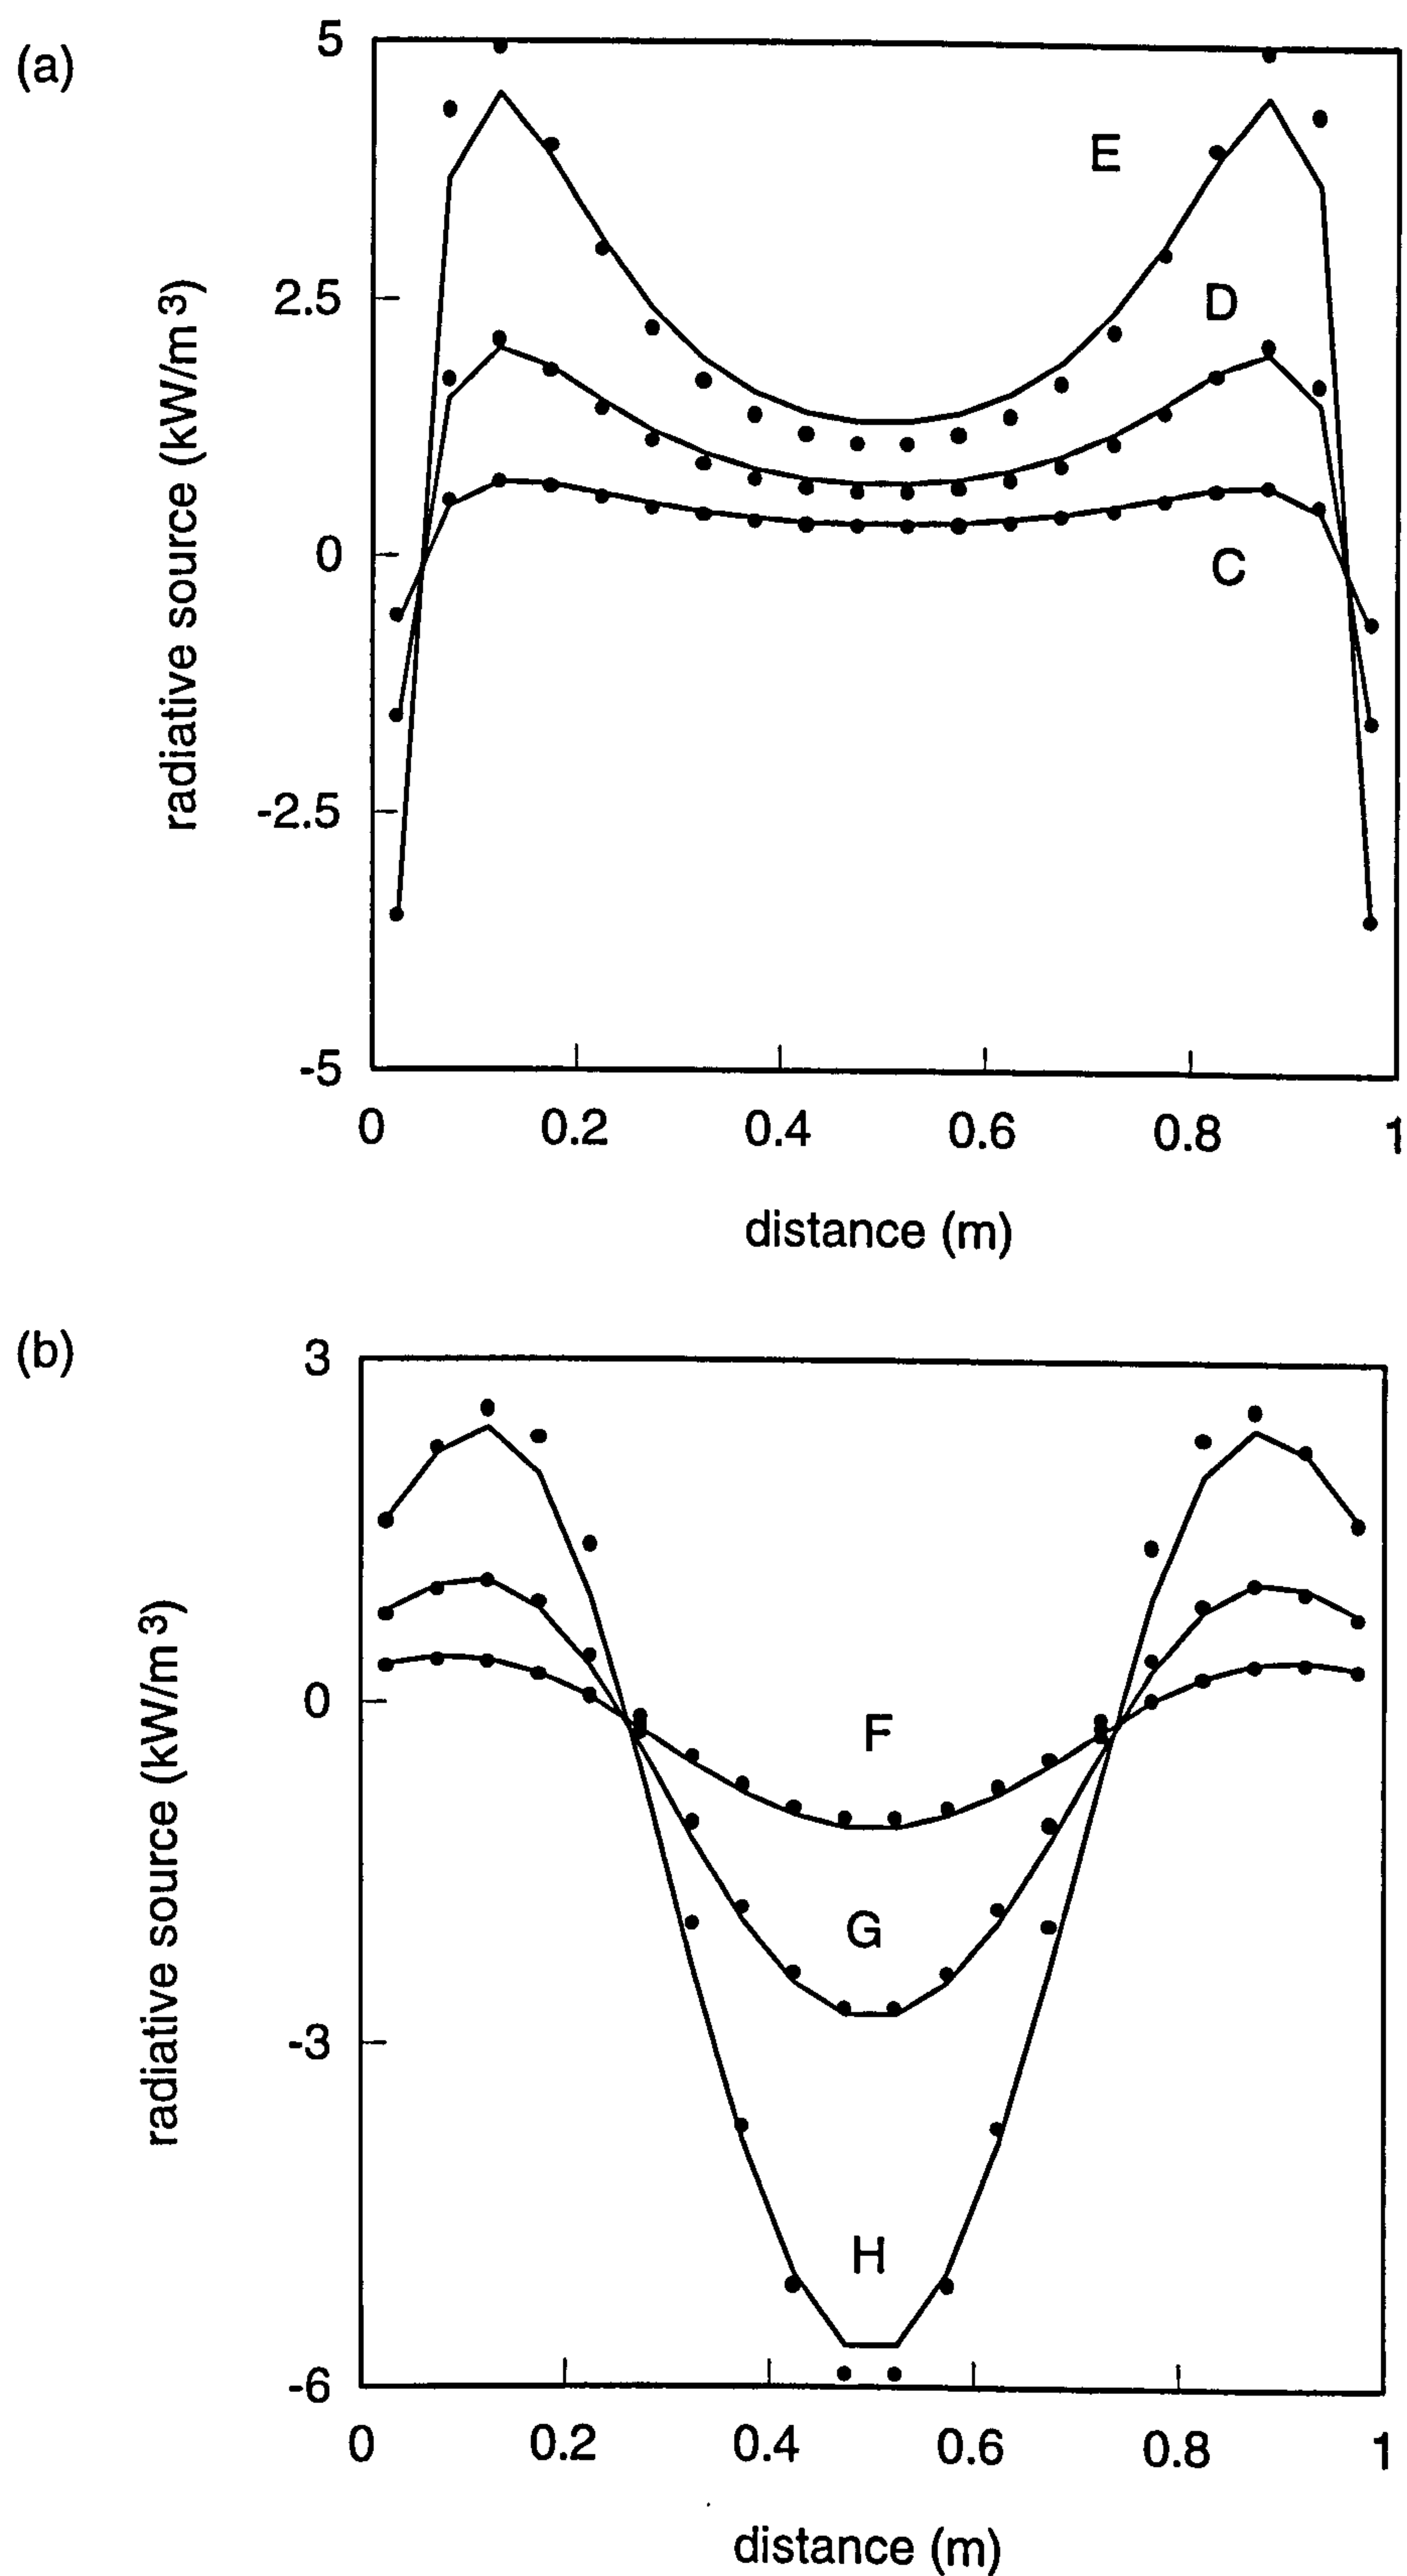 (a)
5
2.5
0
-2.5
-5
radiative source (kW/m³)
E
D
C
0 0.2 0.4 0.6 0.8 1
distance (m)
(b)
3
0
-3
-6
radiative source (kW/m³)
F
G
H
0 0.2 0.4 0.6 0.8 1
distance (m)